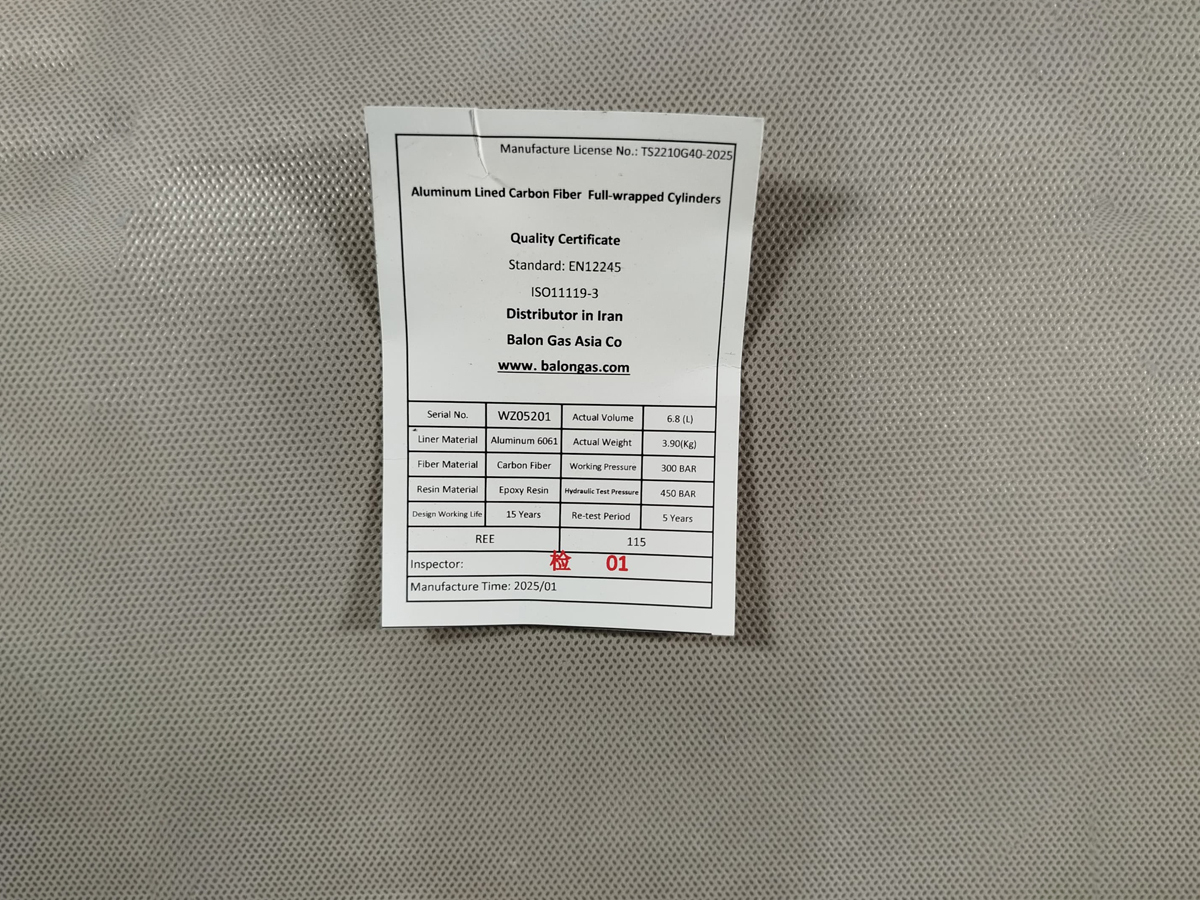 Manufacture License No.: TS2210G40-2025
Aluminum Lined Carbon Fiber Full-wrapped Cylinders
Quality Certificate
Standard: EN12245
ISO11119-3
Distributor in Iran
Balon Gas Asia Co
www. balongas.com
Serial No. WZ05201 Actual Volume 6.8 (L)
Liner Material Aluminum 6061 Actual Weight 3.90(Kg)
Fiber Material Carbon Fiber Working Pressure 300 BAR
Resin Material Epoxy Resin Hydraulic Test Pressure 450 BAR
Design Working Life 15 Years Re-test Period 5 Years
REE 115
Inspector: 检 01
Manufacture Time: 2025/01